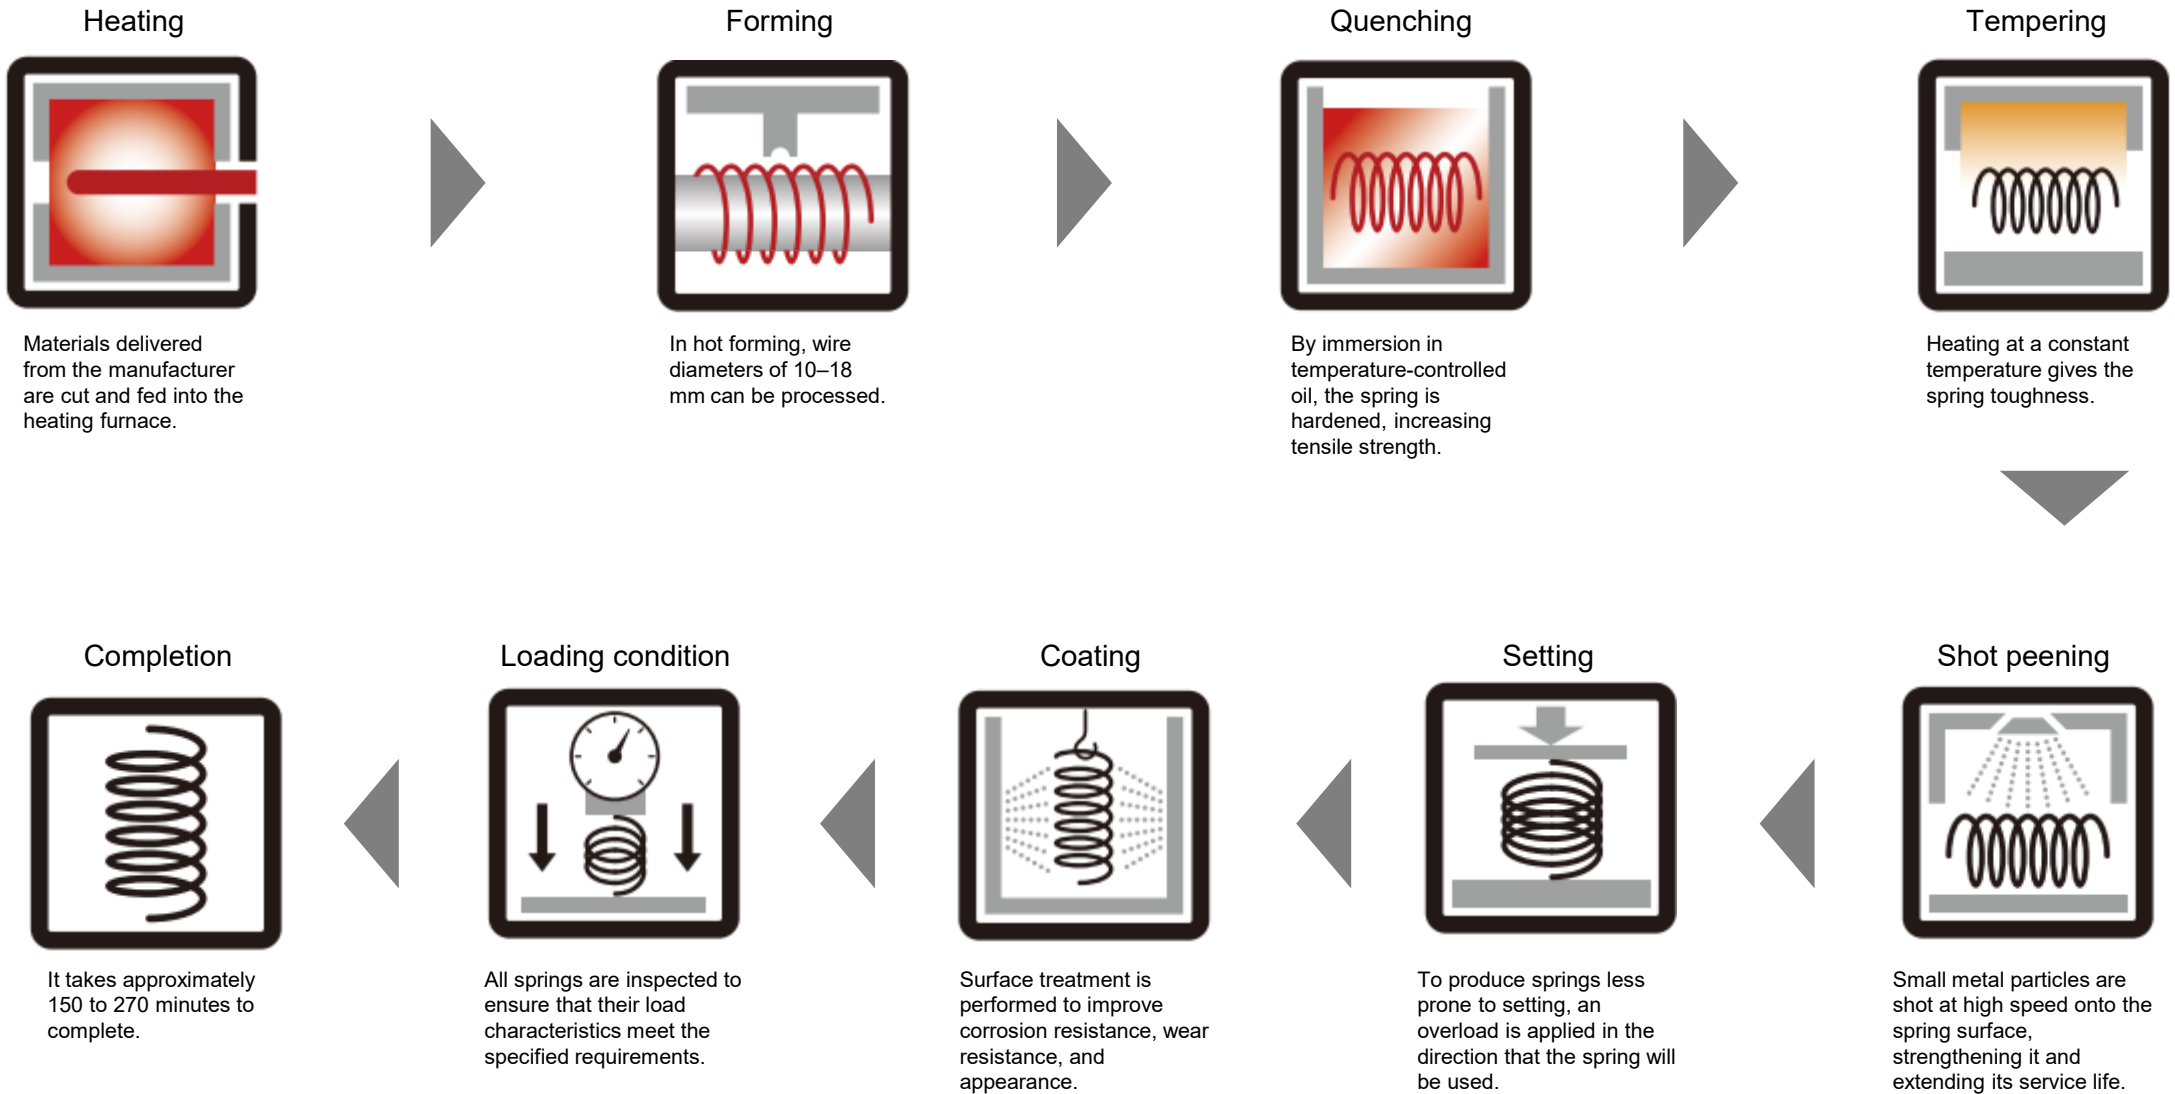 Heating
Materials delivered
from the manufacturer
are cut and fed into the
heating furnace.
Forming
In hot forming, wire
diameters of 10–18
mm can be processed.
Quenching
By immersion in
temperature-controlled
oil, the spring is
hardened, increasing
tensile strength.
Tempering
Heating at a constant
temperature gives the
spring toughness.
Shot peening
Small metal particles are
shot at high speed onto the
spring surface,
strengthening it and
extending its service life.
Setting
To produce springs less
prone to setting, an
overload is applied in the
direction that the spring will
be used.
Coating
Surface treatment is
performed to improve
corrosion resistance, wear
resistance, and
appearance.
Loading condition
All springs are inspected to
ensure that their load
characteristics meet the
specified requirements.
Completion
It takes approximately
150 to 270 minutes to
complete.